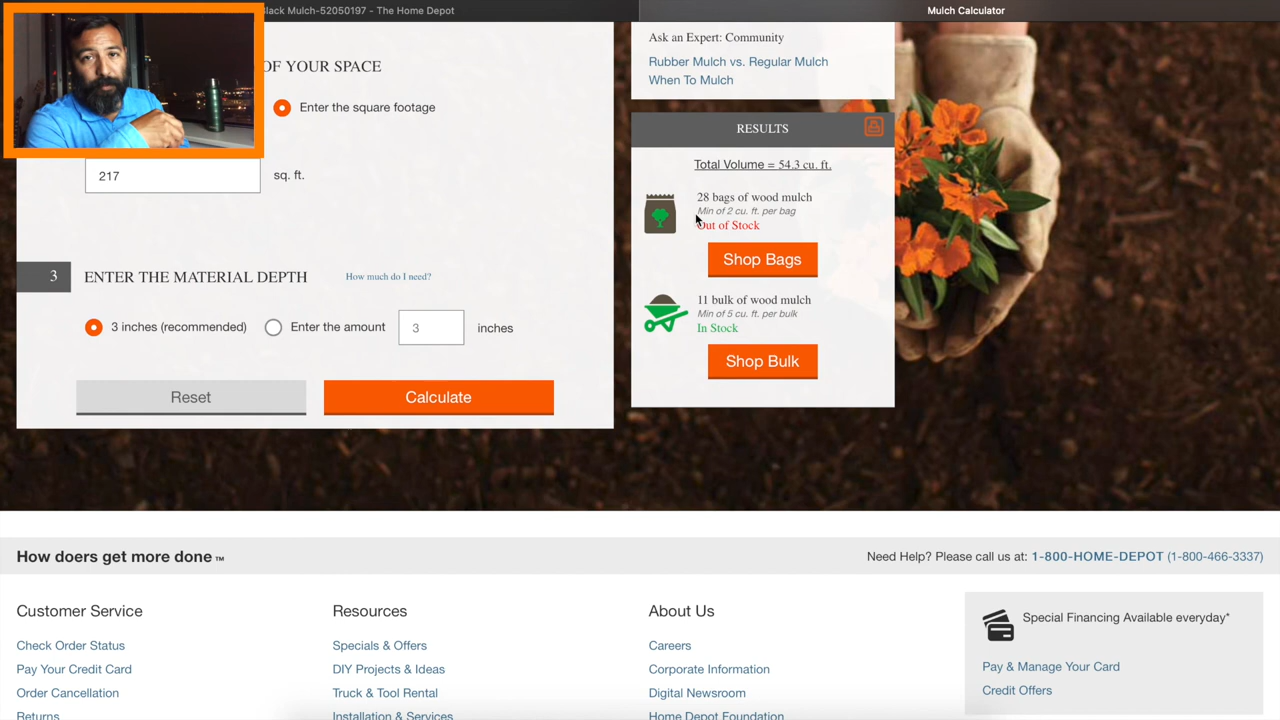 Black Mulch-52050197 - The Home Depot
Mulch Calculator
OF YOUR SPACE
Enter the square footage
217
sq. ft.
3
ENTER THE MATERIAL DEPTH
How much do I need?
3 inches (recommended)
Enter the amount
3
inches
Reset
Calculate
Ask an Expert: Community
Rubber Mulch vs. Regular Mulch
When To Mulch
RESULTS
Total Volume = 54.3 cu. ft.
28 bags of wood mulch
Min of 2 cu. ft. per bag
Out of Stock
Shop Bags
11 bulk of wood mulch
Min of 5 cu. ft. per bulk
In Stock
Shop Bulk
How doers get more done ™
Need Help? Please call us at: 1-800-HOME-DEPOT (1-800-466-3337)
Customer Service
Check Order Status
Pay Your Credit Card
Order Cancellation
Returns
Resources
Specials & Offers
DIY Projects & Ideas
Truck & Tool Rental
Installation & Services
About Us
Careers
Corporate Information
Digital Newsroom
Home Depot Foundation
Special Financing Available everyday*
Pay & Manage Your Card
Credit Offers